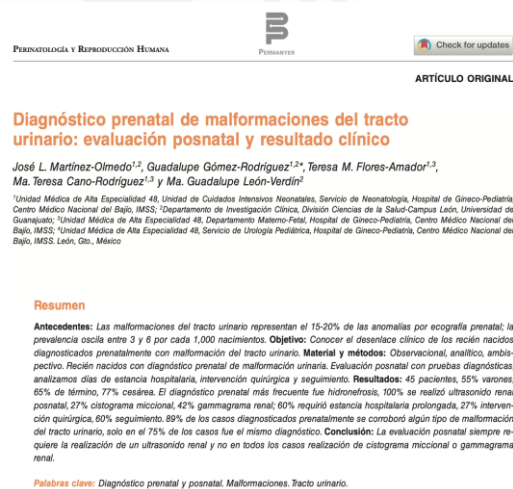 PERINATOLOGÍA Y REPRODUCCIÓN HUMANA
PERMANYER
Check for updates
ARTÍCULO ORIGINAL
Diagnóstico prenatal de malformaciones del tracto
urinario: evaluación posnatal y resultado clínico
José L. Martínez-Olmedo1,2, Guadalupe Gómez-Rodríguez1,2*, Teresa M. Flores-Amador1,3,
Ma. Teresa Cano-Rodríguez1,3 y Ma. Guadalupe León-Verdín2
1Unidad Médica de Alta Especialidad 48, Unidad de Cuidados Intensivos Neonatales, Servicio de Neonatología, Hospital de Gineco-Pediatría
Centro Médico Nacional del Bajío, IMSS; 2Departamento de Investigación Clínica, División Ciencias de la Salud-Campus León, Universidad de
Guanajuato; 3Unidad Médica de Alta Especialidad 48, Departamento Materno-Fetal, Hospital de Gineco-Pediatría, Centro Médico Nacional del
Bajío, IMSS; 4Unidad Médica de Alta Especialidad 48, Servicio de Urología Pediátrica, Hospital de Gineco-Pediatría, Centro Médico Nacional del
Bajío, IMSS. León, Gto., México
Resumen
Antecedentes: Las malformaciones del tracto urinario representan el 15-20% de las anomalías por ecografía prenatal; la
prevalencia oscila entre 3 y 6 por cada 1,000 nacimientos. Objetivo: Conocer el desenlace clínico de los recién nacidos
diagnosticados prenatalmente con malformación del tracto urinario. Material y métodos: Observacional, analítico, ambis-
pectivo. Recién nacidos con diagnóstico prenatal de malformación urinaria. Evaluación posnatal con pruebas diagnósticas,
analizamos días de estancia hospitalaria, intervención quirúrgica y seguimiento. Resultados: 45 pacientes, 55% varones,
65% de término, 77% cesárea. El diagnóstico prenatal más frecuente fue hidronefrosis, 100% se realizó ultrasonido renal
posnatal, 27% cistograma miccional, 42% gammagrama renal; 60% requirió estancia hospitalaria prolongada, 27% interven-
ción quirúrgica, 60% seguimiento. 89% de los casos diagnosticados prenatalmente se corroboró algún tipo de malformación
del tracto urinario, solo en el 75% de los casos fue el mismo diagnóstico. Conclusión: La evaluación posnatal siempre re-
quiere la realización de un ultrasonido renal y no en todos los casos realización de cistograma miccional o gammagrama
renal.
Palabras clave: Diagnóstico prenatal y posnatal. Malformaciones. Tracto urinario.